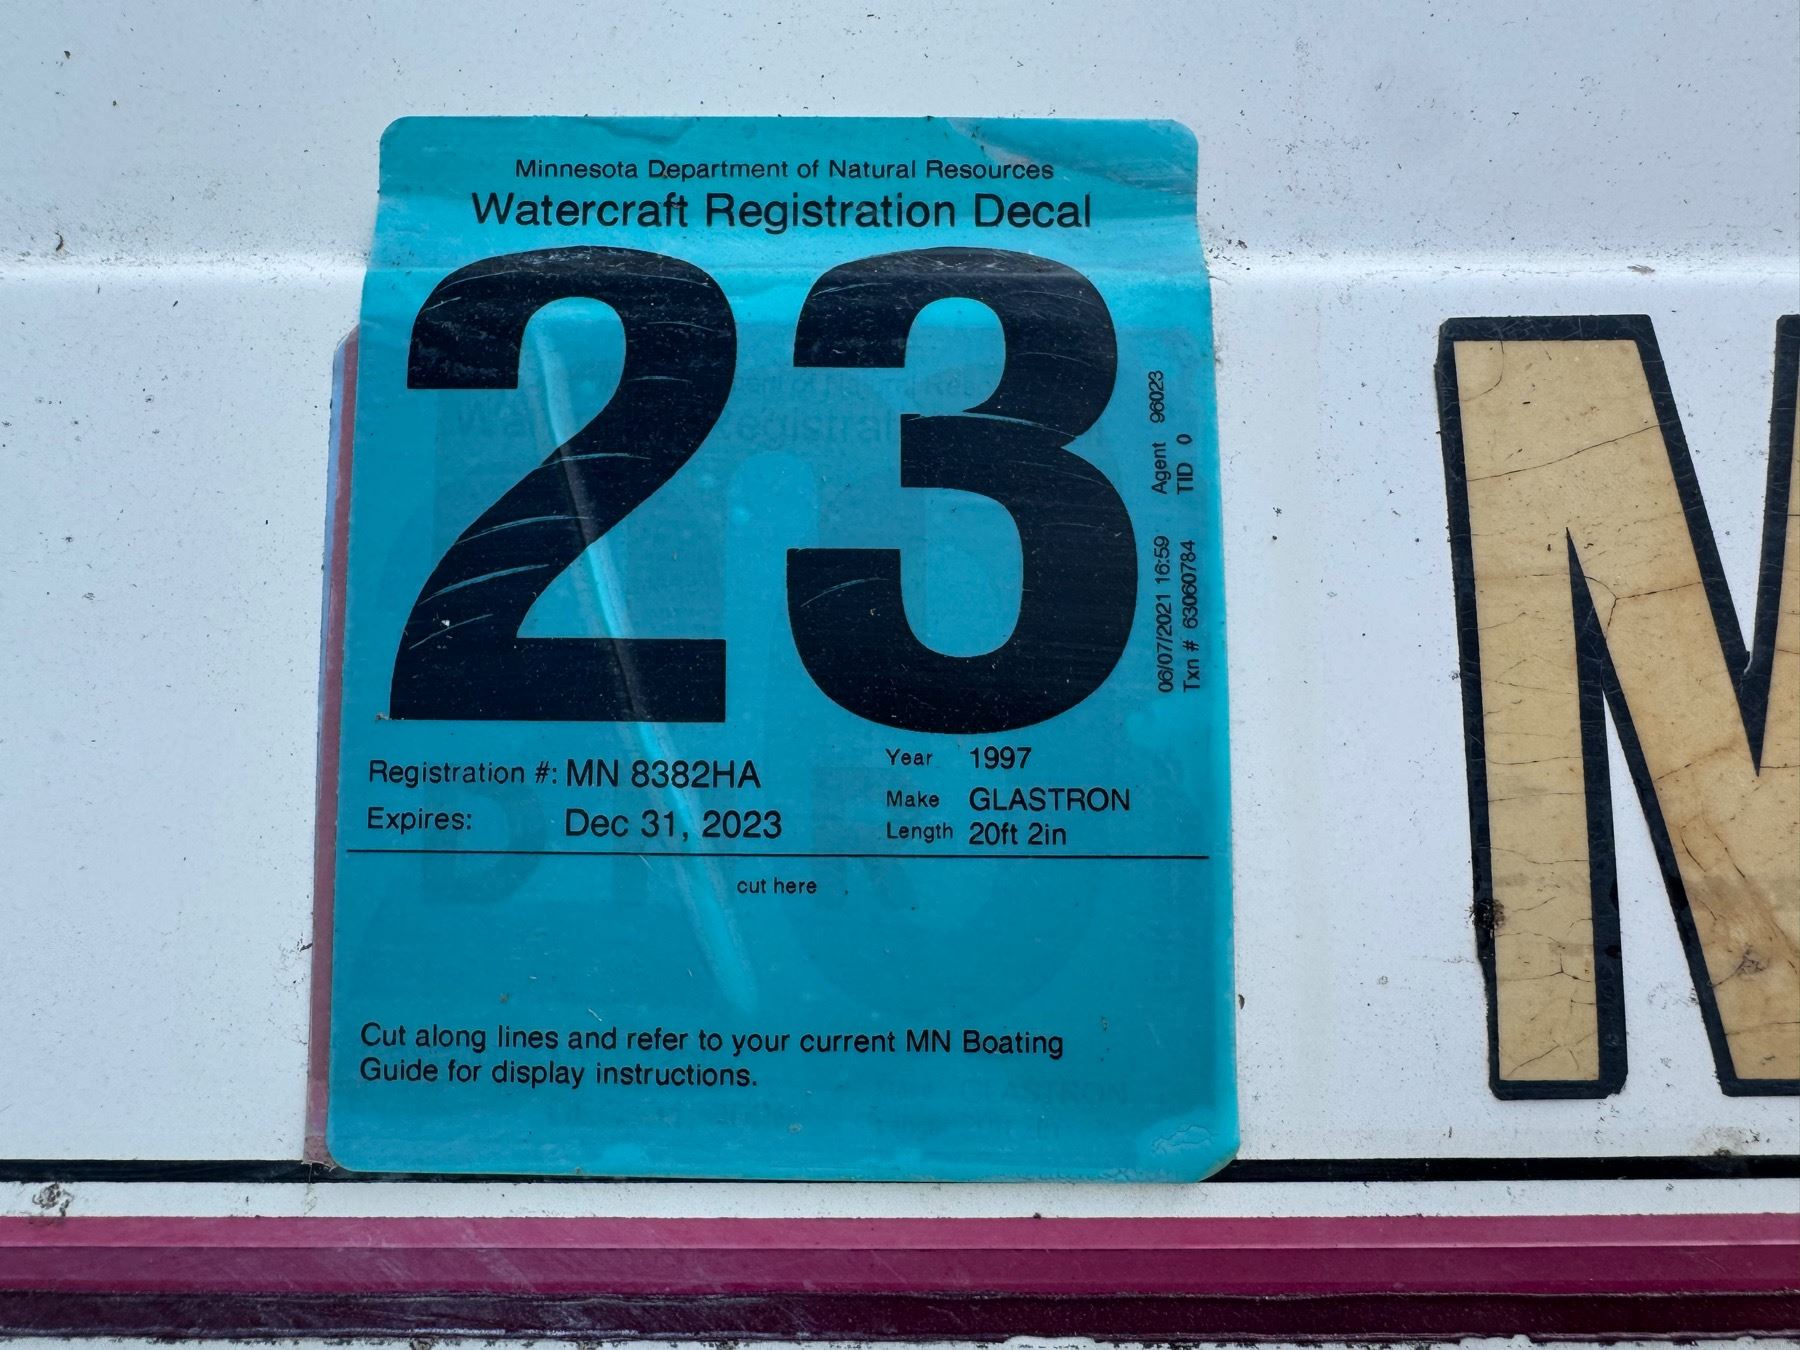 Minnesota Department of Natural Resources
Watercraft Registration Decal
23
Agent 96023
TID 0
06/07/2021 16:59
Txn # 63060784
Registration #: MN 8382HA
Expires: Dec 31, 2023
Year 1997
Make GLASTRON
Length 20ft 2in
cut here
Cut along lines and refer to your current MN Boating
Guide for display instructions.
GLASTRON
M